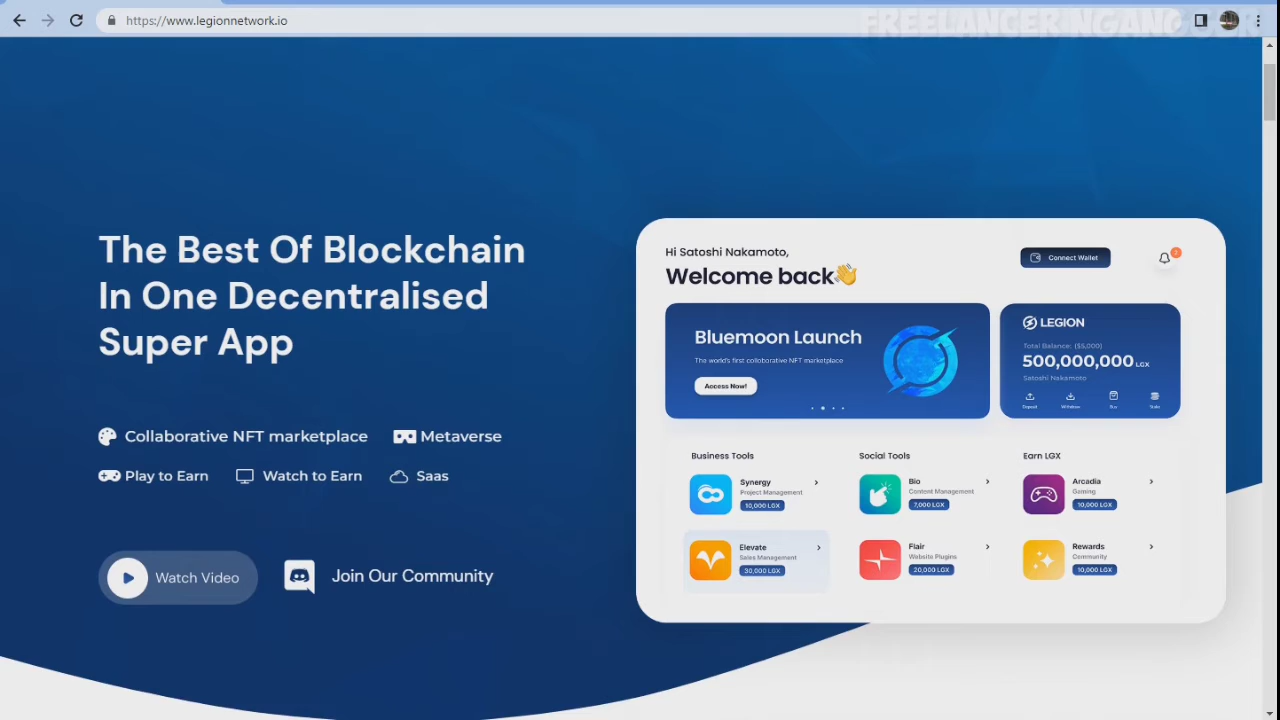 https://www.legionnetwork.io
FREELANCER NGANG
The Best Of Blockchain
In One Decentralised
Super App
Collaborative NFT marketplace
Metaverse
Play to Earn
Watch to Earn
Saas
Watch Video
Join Our Community
Hi Satoshi Nakamoto,
Welcome back👋
Connect Wallet
Bluemoon Launch
The world's first collaborative NFT marketplace
Access Now!
LEGION
Total Balance: ($5,000)
500,000,000 LGX
Satoshi Nakamoto
Deposit
Withdraw
Buy
Stake
Business Tools
Synergy
Project Management
10,000 LGX
Elevate
Sales Management
30,000 LGX
Social Tools
Bio
Content Management
7,000 LGX
Flair
Website Plugins
20,000 LGX
Earn LGX
Arcadia
Gaming
10,000 LGX
Rewards
Community
10,000 LGX